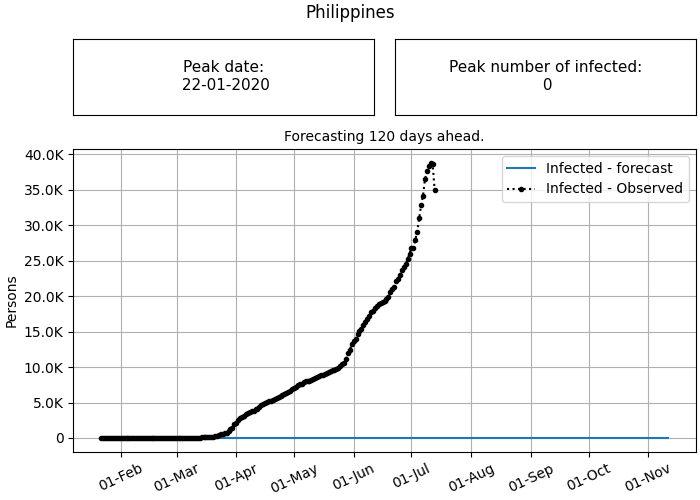 Philippines
Peak date:
22-01-2020
Peak number of infected:
0
Forecasting 120 days ahead.
40.0K
35.0K
30.0K
25.0K
20.0K
15.0K
10.0K
5.0K
0
Persons
Infected - forecast
Infected - Observed
01-Feb
01-Mar
01-Apr
01-May
01-Jun
01-Jul
01-Aug
01-Sep
01-Oct
01-Nov